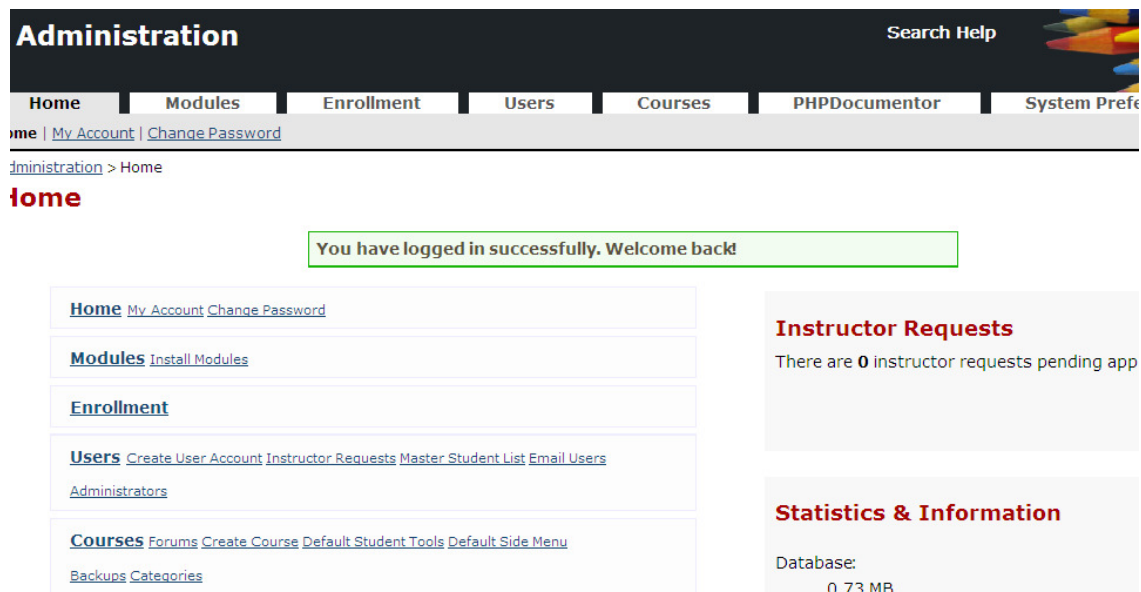 Administration
Search Help
Home Modules Enrollment Users Courses PHPDocumentor System Prefe
ome | My Account | Change Password
dministration > Home
Home
You have logged in successfully. Welcome back!
Home My Account Change Password
Modules Install Modules
Enrollment
Users Create User Account Instructor Requests Master Student List Email Users
Administrators
Courses Forums Create Course Default Student Tools Default Side Menu
Backups Categories
Instructor Requests
There are 0 instructor requests pending app
Statistics & Information
Database:
0.73 MB